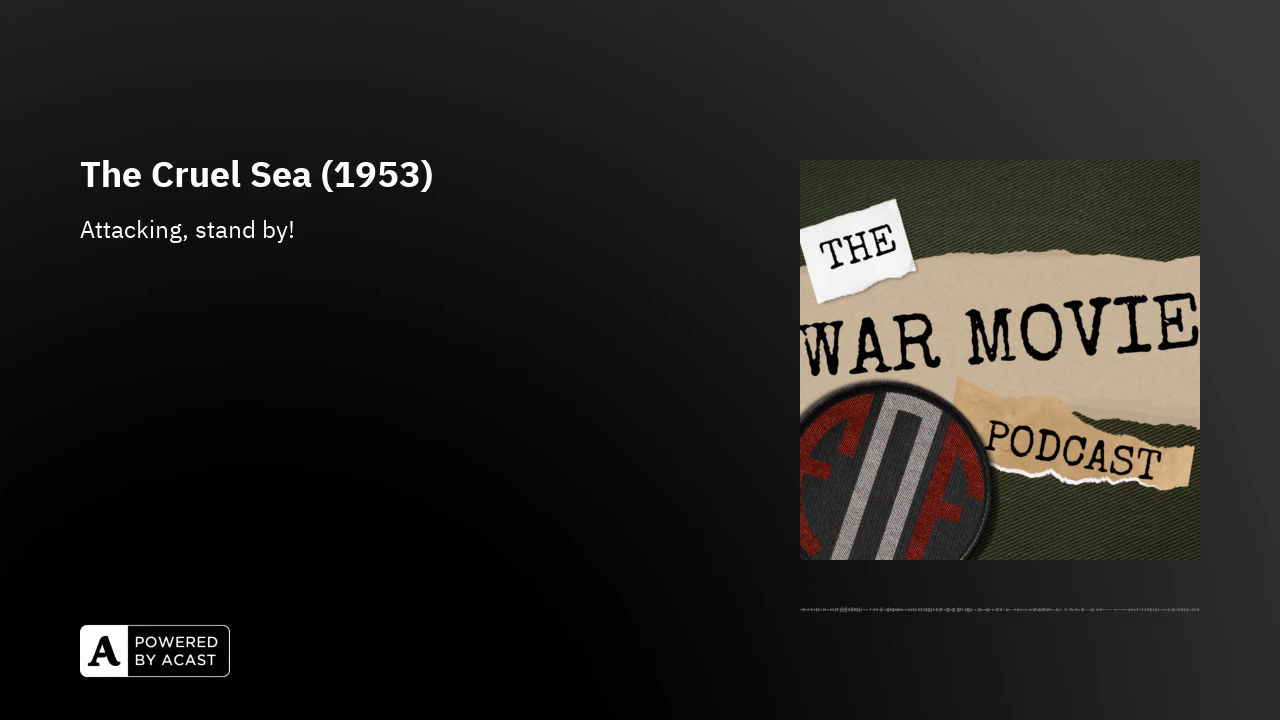 The Cruel Sea (1953)
Attacking, stand by!
THE
WAR MOVIE
PODCAST
A POWERED
BY ACAST